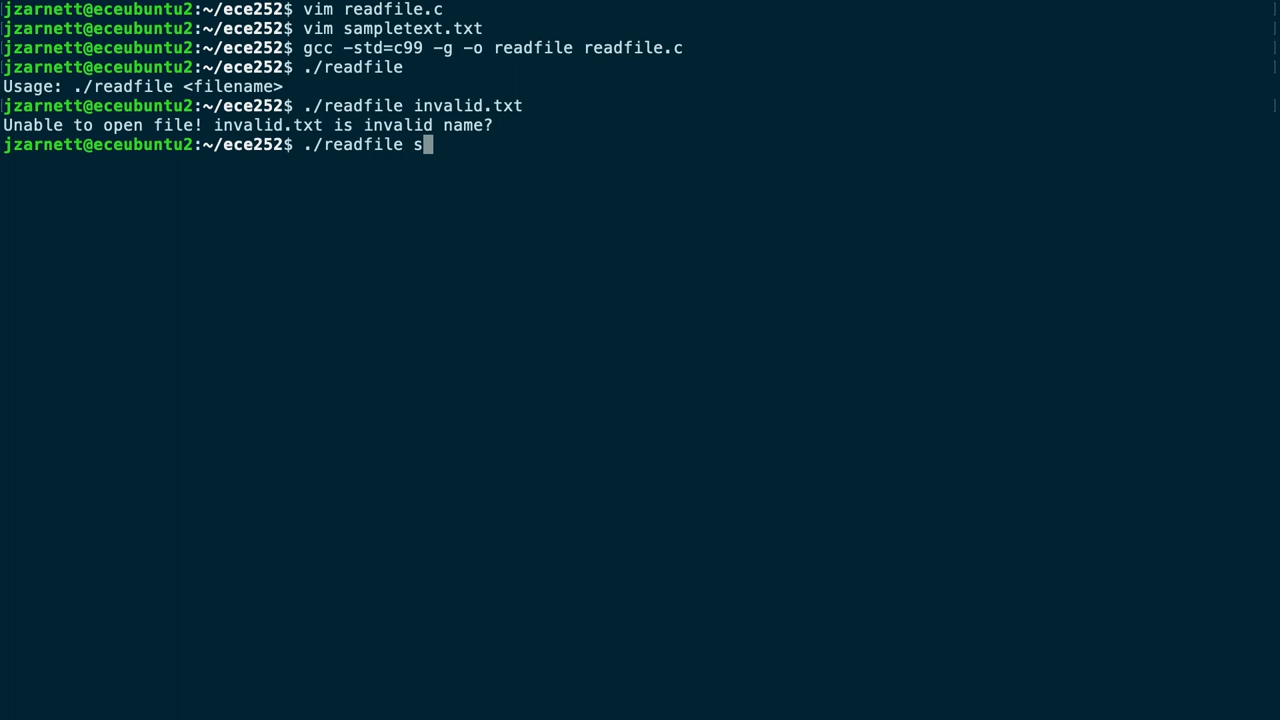 jzarnett@eceubuntu2:~/ece252$ vim readfile.c
jzarnett@eceubuntu2:~/ece252$ vim sampletext.txt
jzarnett@eceubuntu2:~/ece252$ gcc -std=c99 -g -o readfile readfile.c
jzarnett@eceubuntu2:~/ece252$ ./readfile
Usage: ./readfile <filename>
jzarnett@eceubuntu2:~/ece252$ ./readfile invalid.txt
Unable to open file! invalid.txt is invalid name?
jzarnett@eceubuntu2:~/ece252$ ./readfile s